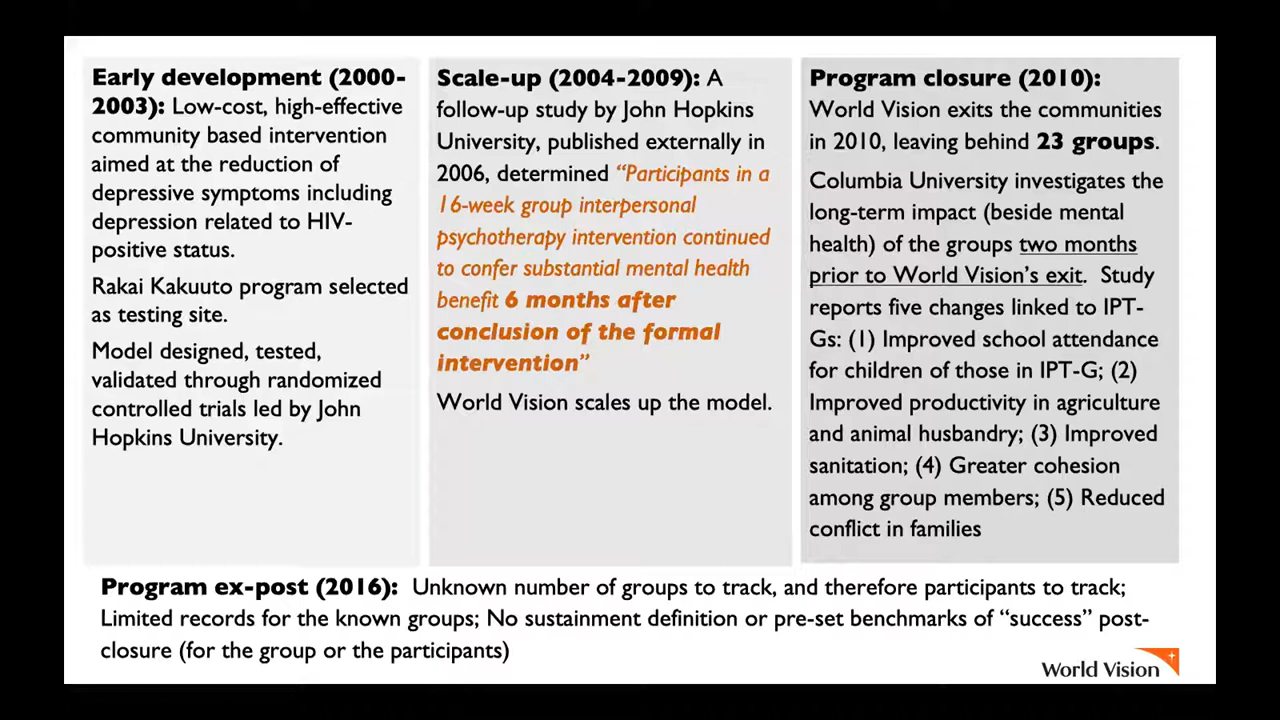 Early development (2000-
2003): Low-cost, high-effective
community based intervention
aimed at the reduction of
depressive symptoms including
depression related to HIV-
positive status.
Rakai Kakuuto program selected
as testing site.
Model designed, tested,
validated through randomized
controlled trials led by John
Hopkins University.
Scale-up (2004-2009): A
follow-up study by John Hopkins
University, published externally in
2006, determined “Participants in a
16-week group interpersonal
psychotherapy intervention continued
to confer substantial mental health
benefit 6 months after
conclusion of the formal
intervention”
World Vision scales up the model.
Program closure (2010):
World Vision exits the communities
in 2010, leaving behind 23 groups.
Columbia University investigates the
long-term impact (beside mental
health) of the groups two months
prior to World Vision’s exit. Study
reports five changes linked to IPT-
Gs: (1) Improved school attendance
for children of those in IPT-G; (2)
Improved productivity in agriculture
and animal husbandry; (3) Improved
sanitation; (4) Greater cohesion
among group members; (5) Reduced
conflict in families
Program ex-post (2016): Unknown number of groups to track, and therefore participants to track;
Limited records for the known groups; No sustainment definition or pre-set benchmarks of “success” post-
closure (for the group or the participants)
World Vision